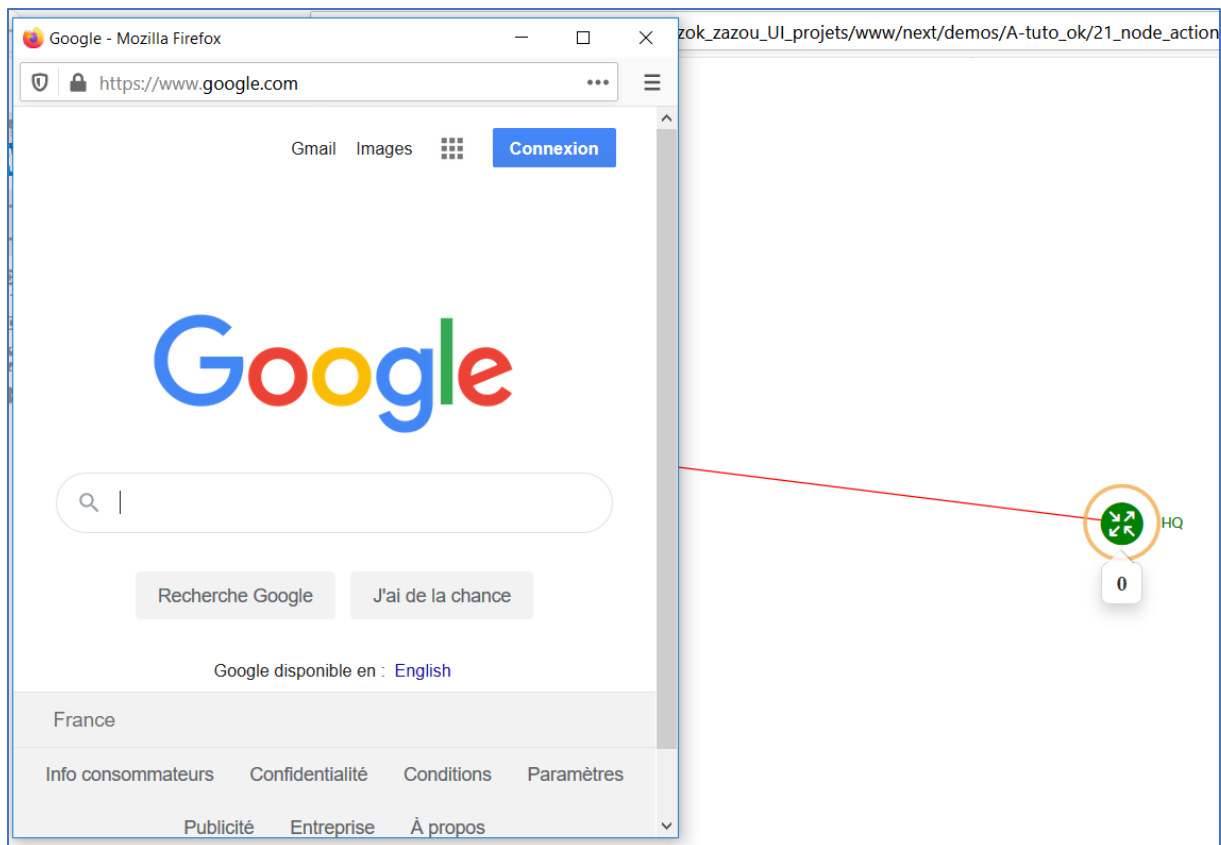 Google - Mozilla Firefox
zok_zazou_UI_projets/www/next/demos/A-tuto_ok/21_node_action
https://www.google.com
Gmail Images Connexion
Google
Recherche Google J'ai de la chance
Google disponible en : English
France
Info consommateurs Confidentialité Conditions Paramètres
Publicité Entreprise À propos
HQ
0